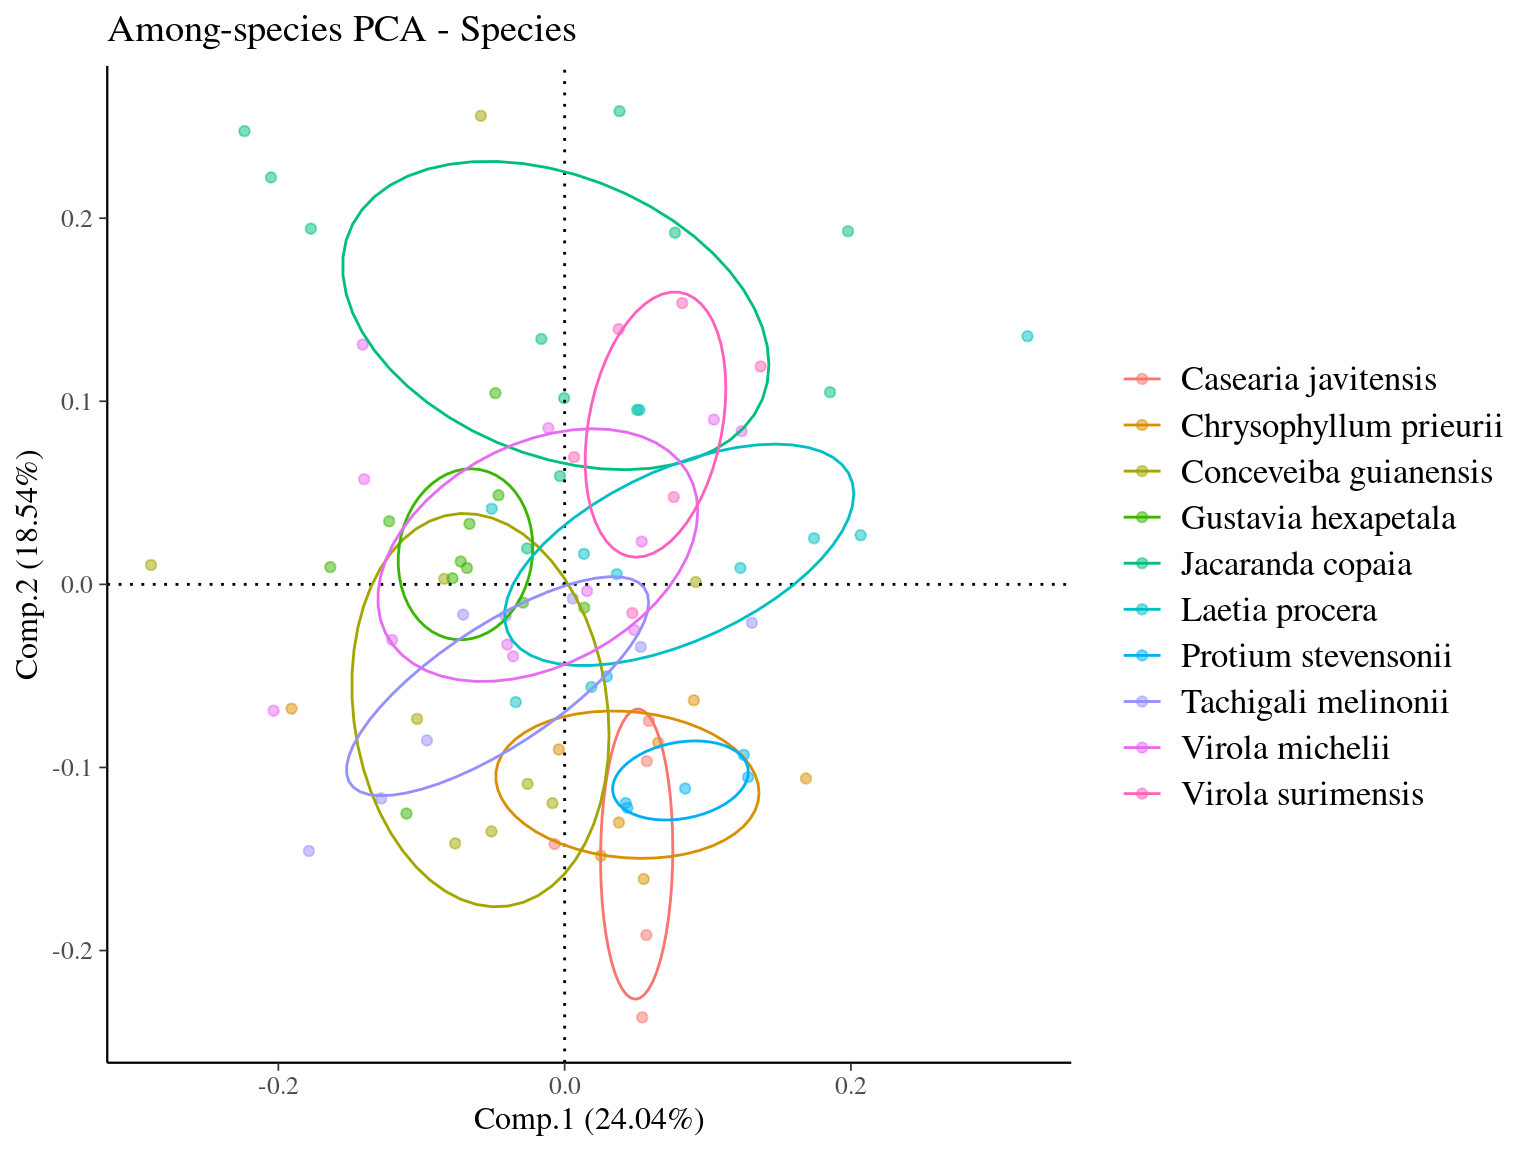 Among-species PCA - Species
Comp.2 (18.54%)
0.2
0.1
0.0
-0.1
-0.2
-0.2
0.0
0.2
Comp.1 (24.04%)
Casearia javitensis
Chrysophyllum prieurii
Conceveiba guianensis
Gustavia hexapetala
Jacaranda copaia
Laetia procera
Protium stevensonii
Tachigali melinonii
Virola michelii
Virola surimensis